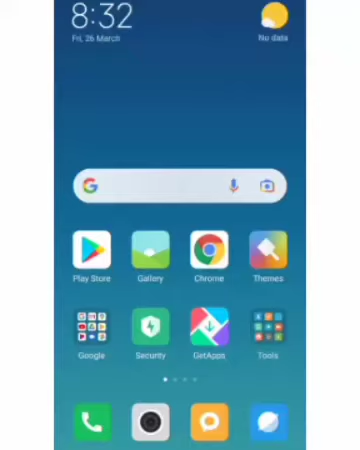 8:32
Fri, 26 March
No data
Play Store
Gallery
Chrome
Themes
Google
Security
GetApps
Tools